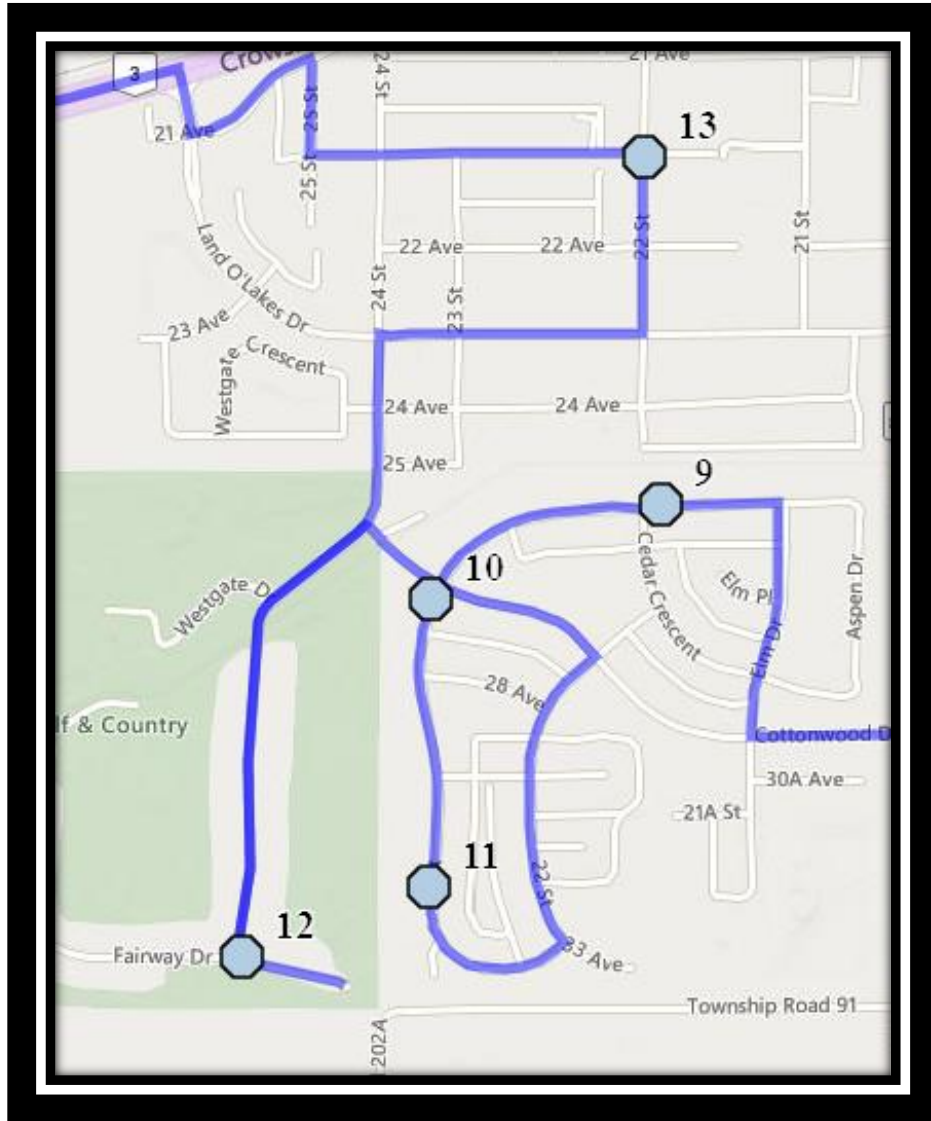 3
Crows
21 Ave
24 St
21 Ave
25 St
25 St
13
22 St
21 St
22 Ave
22 Ave
Land O'Lakes Dr
24 St
23 St
23 Ave
Westgate
Crescent
24 Ave
24 Ave
25 Ave
9
10
Cedar Crescent
Elm Pl
Aspen Dr
Westgate D
Elm Dr
28 Ave
lf & Country
Cottonwood D
30A Ave
21A St
11
22 St
12
Fairway Dr
33 Ave
Township Road 91
202A